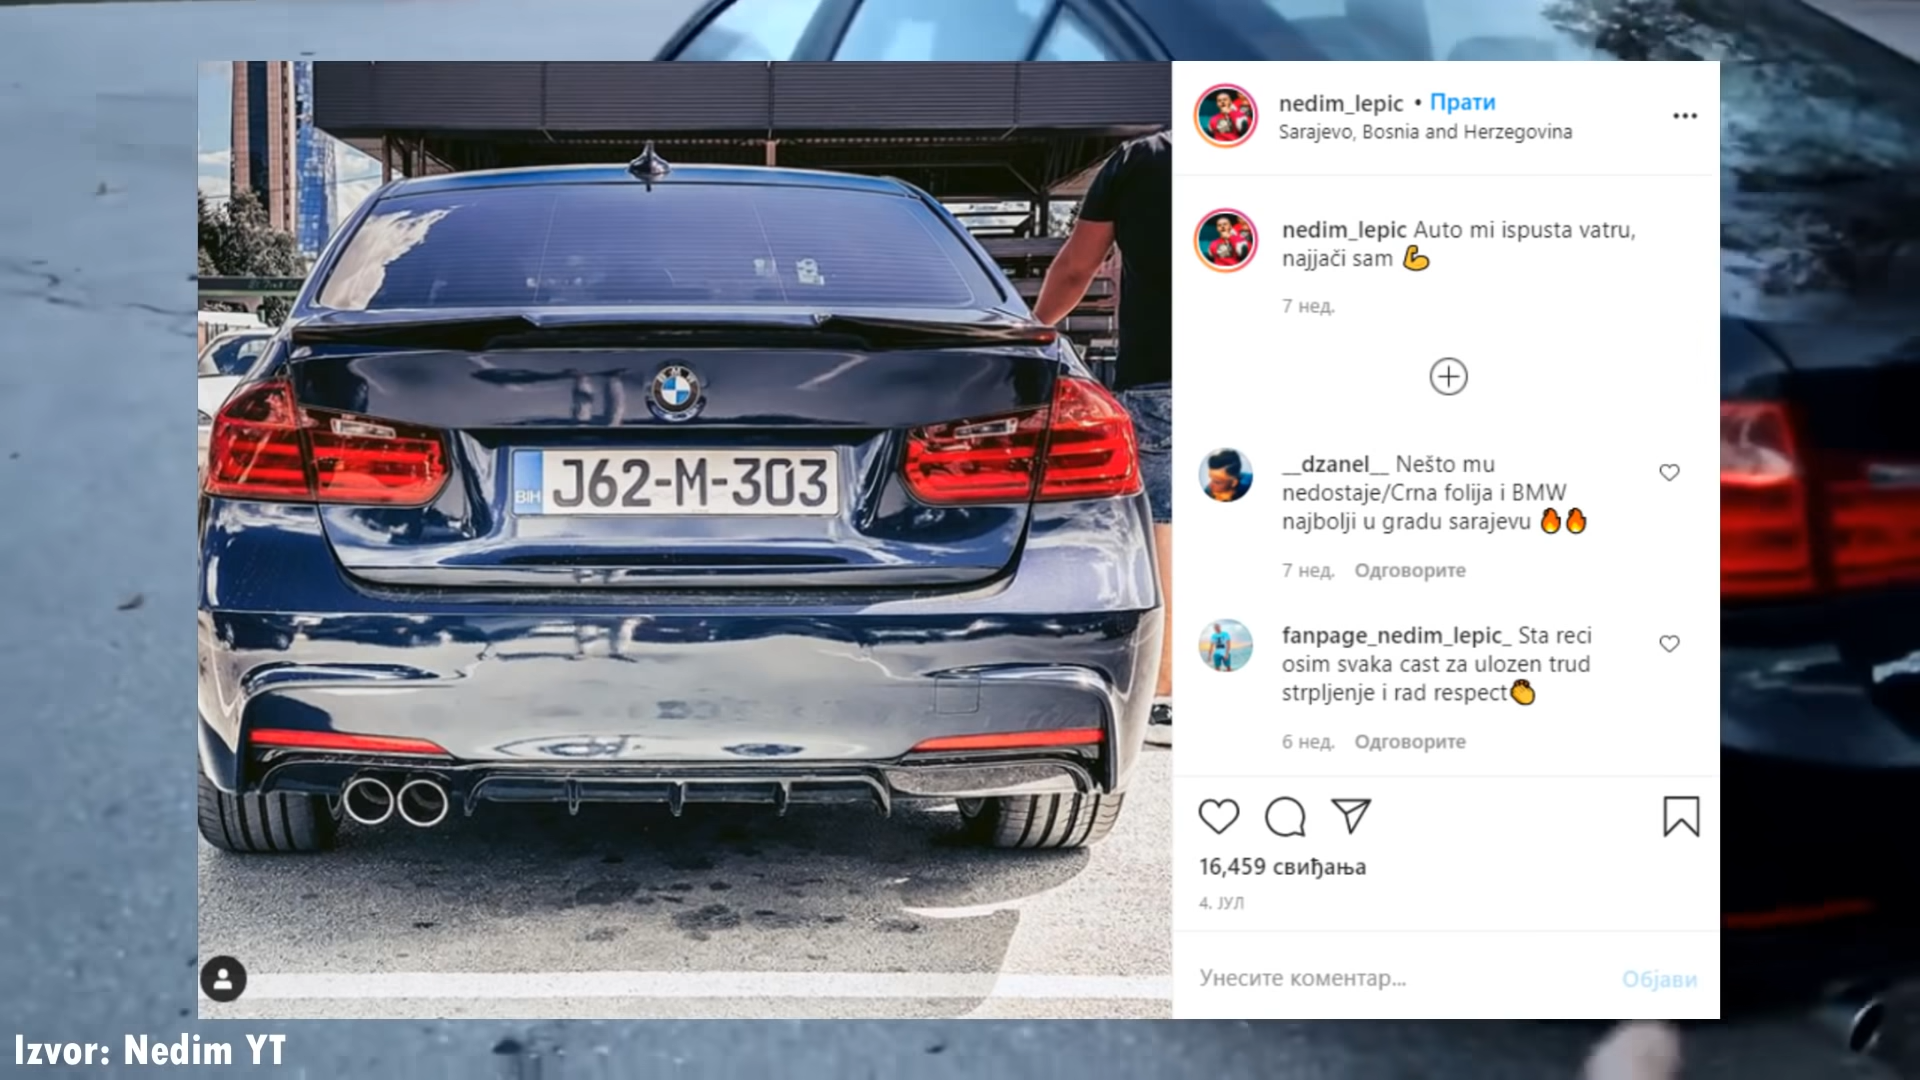 nedim_lepic • Прати
Sarajevo, Bosnia and Herzegovina
nedim_lepic Auto mi ispusta vatru,
najjači sam 💪
7 нед.
__dzanel__ Nešto mu
nedostaje/Crna folija i BMW
najbolji u gradu sarajevu 🔥🔥
7 нед. Одговорите
fanpage_nedim_lepic_ Sta reci
osim svaka cast za ulozen trud
strpljenje i rad respect👏
6 нед. Одговорите
16,459 свиђања
4. ЈУЛ
Унесите коментар...
Објави
BMW
BIH J62-M-303
Izvor: Nedim YT